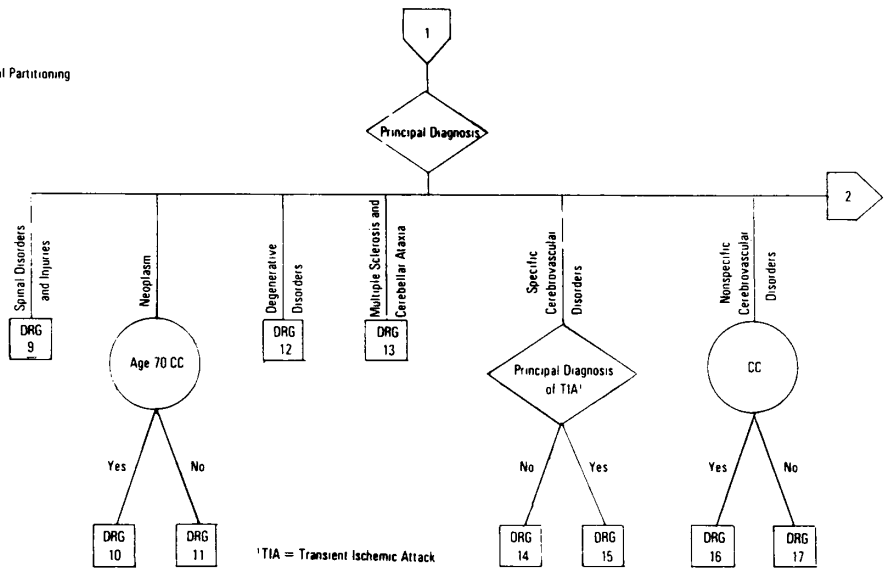 1
Partitioning
Principal Diagnosis
2
Spinal Disorders
and Injuries
Neoplasm
Degenerative
Disorders
Multiple Sclerosis and
Cerebellar Ataxia
Specific
Cerebrovascular
Disorders
Nonspecific
Cerebrovascular
Disorders
DRG
9
Age 70 CC
DRG
12
DRG
13
Principal Diagnosis
of TIA¹
CC
Yes
No
No
Yes
Yes
No
DRG
10
DRG
11
DRG
14
DRG
15
DRG
16
DRG
17
¹TIA = Transient Ischemic Attack